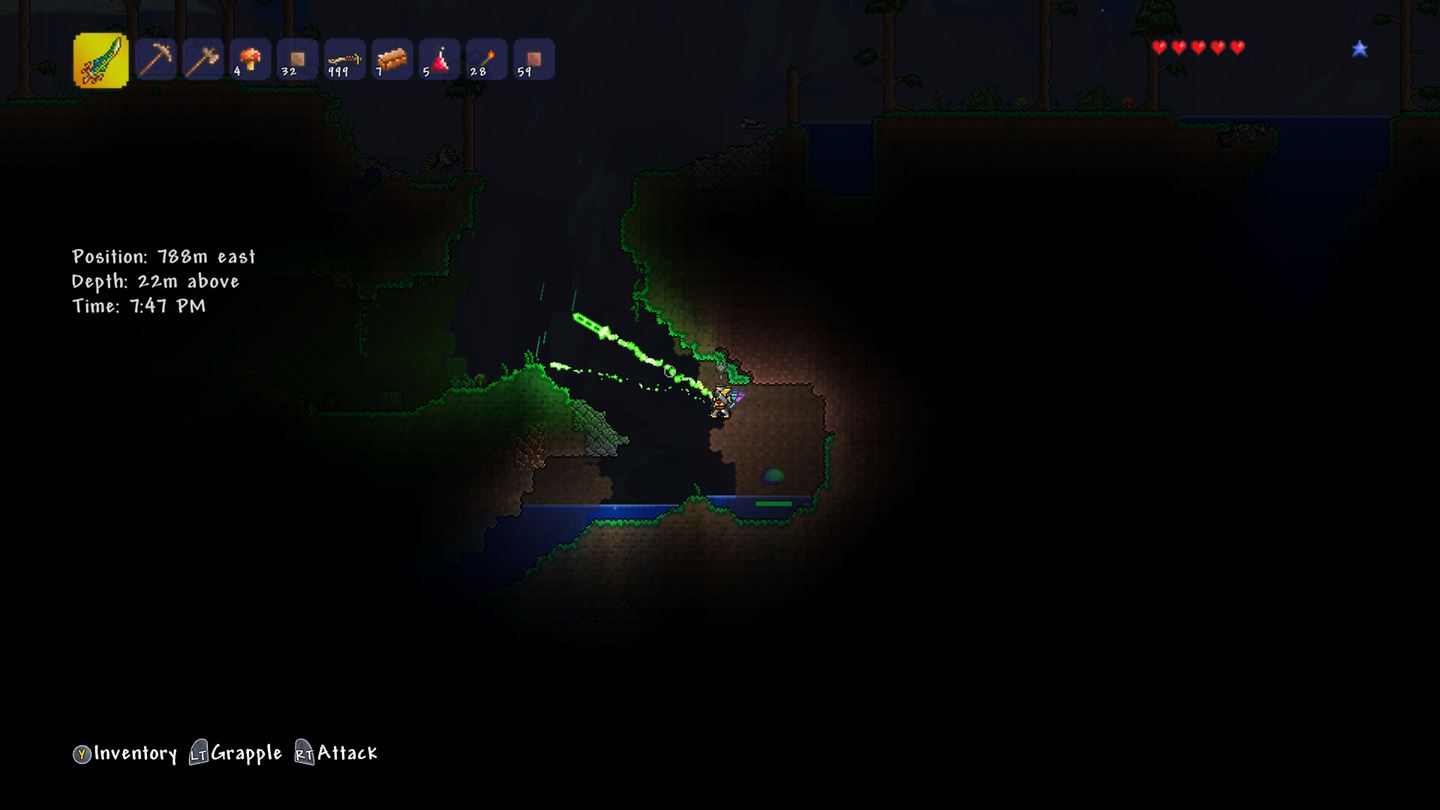 4 32 999 7 5 28 59
Position: 788m east
Depth: 22m above
Time: 7:47 PM
Y Inventory LT Grapple RT Attack